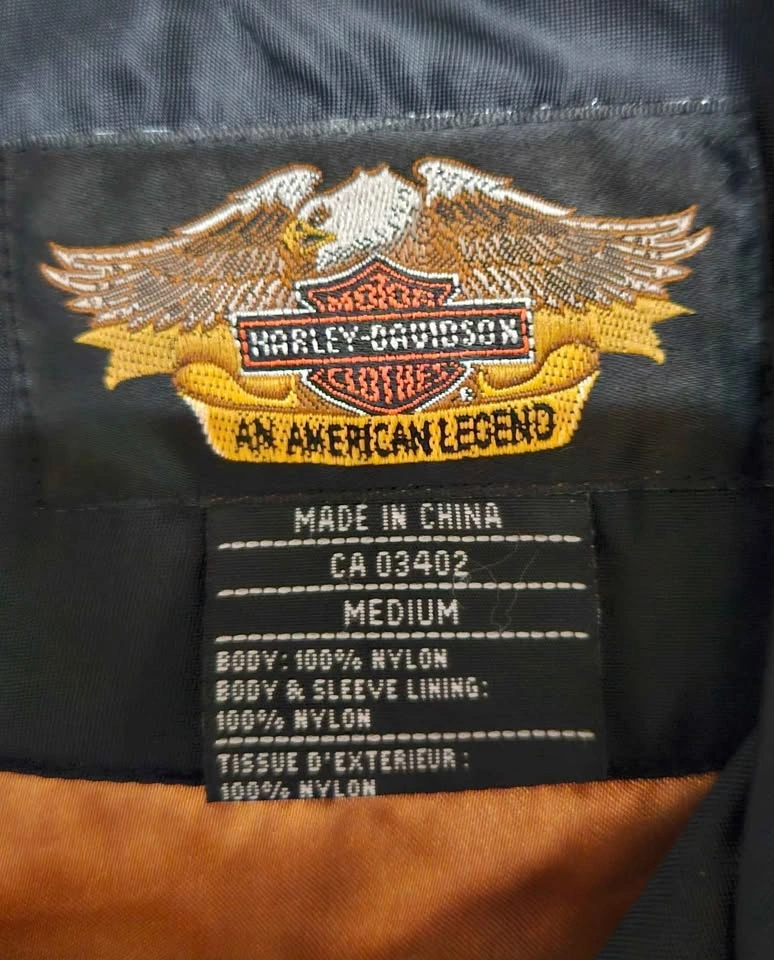 MOTOR
HARLEY-DAVIDSON
CLOTHES
®
AN AMERICAN LEGEND
MADE IN CHINA
CA 03402
MEDIUM
BODY: 100% NYLON
BODY & SLEEVE LINING:
100% NYLON
TISSUE D'EXTERIEUR:
100% NYLON